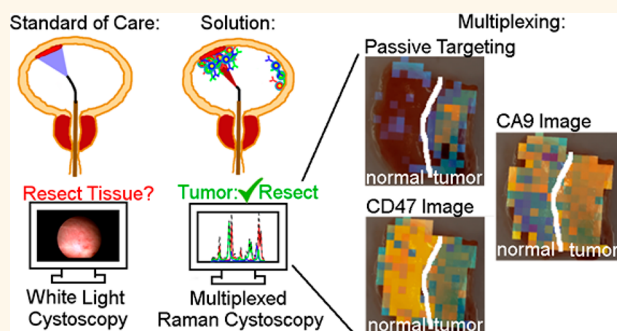 Standard of Care:
Solution:
Multiplexing:
Passive Targeting
normal tumor
CA9 Image
normal tumor
Resect Tissue?
Tumor: Resect
CD47 Image
normal tumor
White Light
Cystoscopy
Multiplexed
Raman Cystoscopy